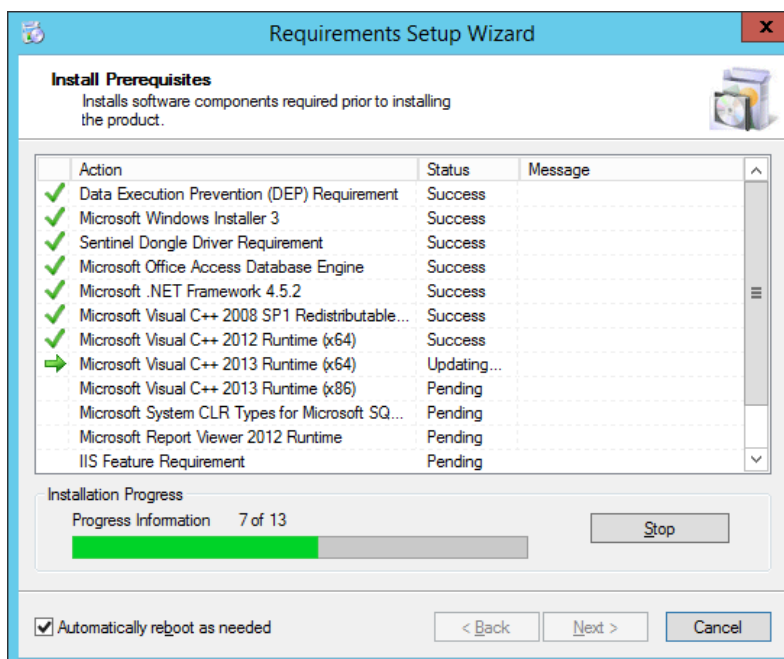 Requirements Setup Wizard
x
Install Prerequisites
Installs software components required prior to installing
the product.
Action Status Message
Data Execution Prevention (DEP) Requirement Success
Microsoft Windows Installer 3 Success
Sentinel Dongle Driver Requirement Success
Microsoft Office Access Database Engine Success
Microsoft .NET Framework 4.5.2 Success
Microsoft Visual C++ 2008 SP1 Redistributable... Success
Microsoft Visual C++ 2012 Runtime (x64) Success
Microsoft Visual C++ 2013 Runtime (x64) Updating...
Microsoft Visual C++ 2013 Runtime (x86) Pending
Microsoft System CLR Types for Microsoft SQ... Pending
Microsoft Report Viewer 2012 Runtime Pending
IIS Feature Requirement Pending
Installation Progress
Progress Information 7 of 13
Stop
Automatically reboot as needed
< Back Next > Cancel